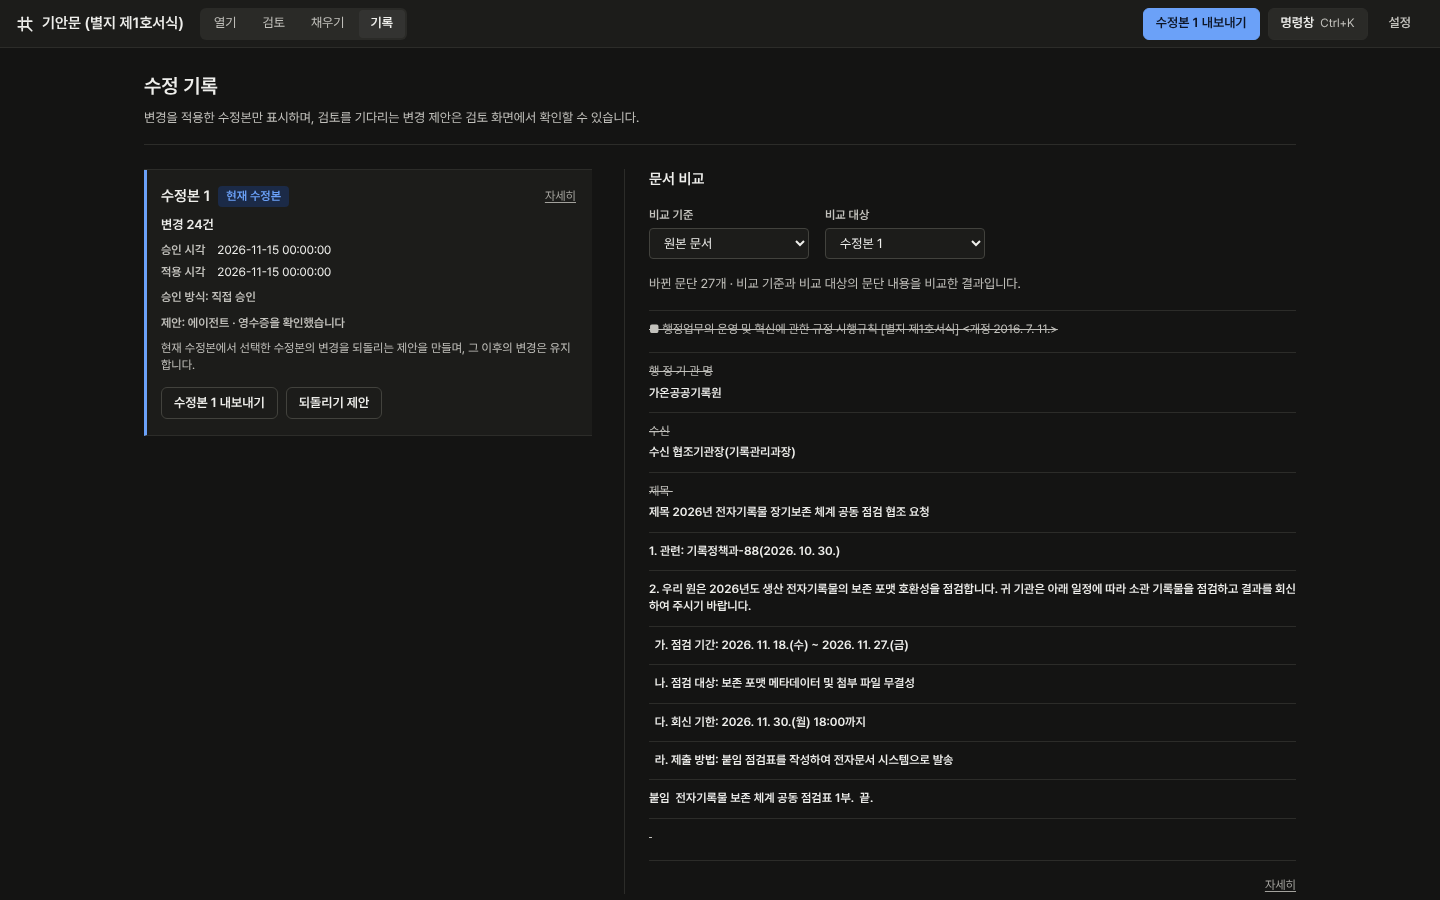 기안문 (별지 제1호서식)
열기
검토
채우기
기록
수정본 1 내보내기
명령창 Ctrl+K
설정
수정 기록
변경을 적용한 수정본만 표시하며, 검토를 기다리는 변경 제안은 검토 화면에서 확인할 수 있습니다.
수정본 1 현재 수정본 자세히
변경 24건
승인 시각 2026-11-15 00:00:00
적용 시각 2026-11-15 00:00:00
승인 방식: 직접 승인
제안: 에이전트 · 영수증을 확인했습니다
현재 수정본에서 선택한 수정본의 변경을 되돌리는 제안을 만들며, 그 이후의 변경은 유지
합니다.
수정본 1 내보내기
되돌리기 제안
문서 비교
비교 기준
비교 대상
원본 문서
수정본 1
바뀐 문단 27개 · 비교 기준과 비교 대상의 문단 내용을 비교한 결과입니다.
■ 행정업무의 운영 및 혁신에 관한 규정 시행규칙 [별지 제1호서식] <개정 2016. 7. 11.>
행 정 기 관 명
가온공공기록원
수신
수신 협조기관장(기록관리과장)
제목
제목 2026년 전자기록물 장기보존 체계 공동 점검 협조 요청
1. 관련: 기록정책과-88(2026. 10. 30.)
2. 우리 원은 2026년도 생산 전자기록물의 보존 포맷 호환성을 점검합니다. 귀 기관은 아래 일정에 따라 소관 기록물을 점검하고 결과를 회신
하여 주시기 바랍니다.
가. 점검 기간: 2026. 11. 18.(수) ~ 2026. 11. 27.(금)
나. 점검 대상: 보존 포맷 메타데이터 및 첨부 파일 무결성
다. 회신 기한: 2026. 11. 30.(월) 18:00까지
라. 제출 방법: 붙임 점검표를 작성하여 전자문서 시스템으로 발송
붙임 전자기록물 보존 체계 공동 점검표 1부. 끝.
-
자세히